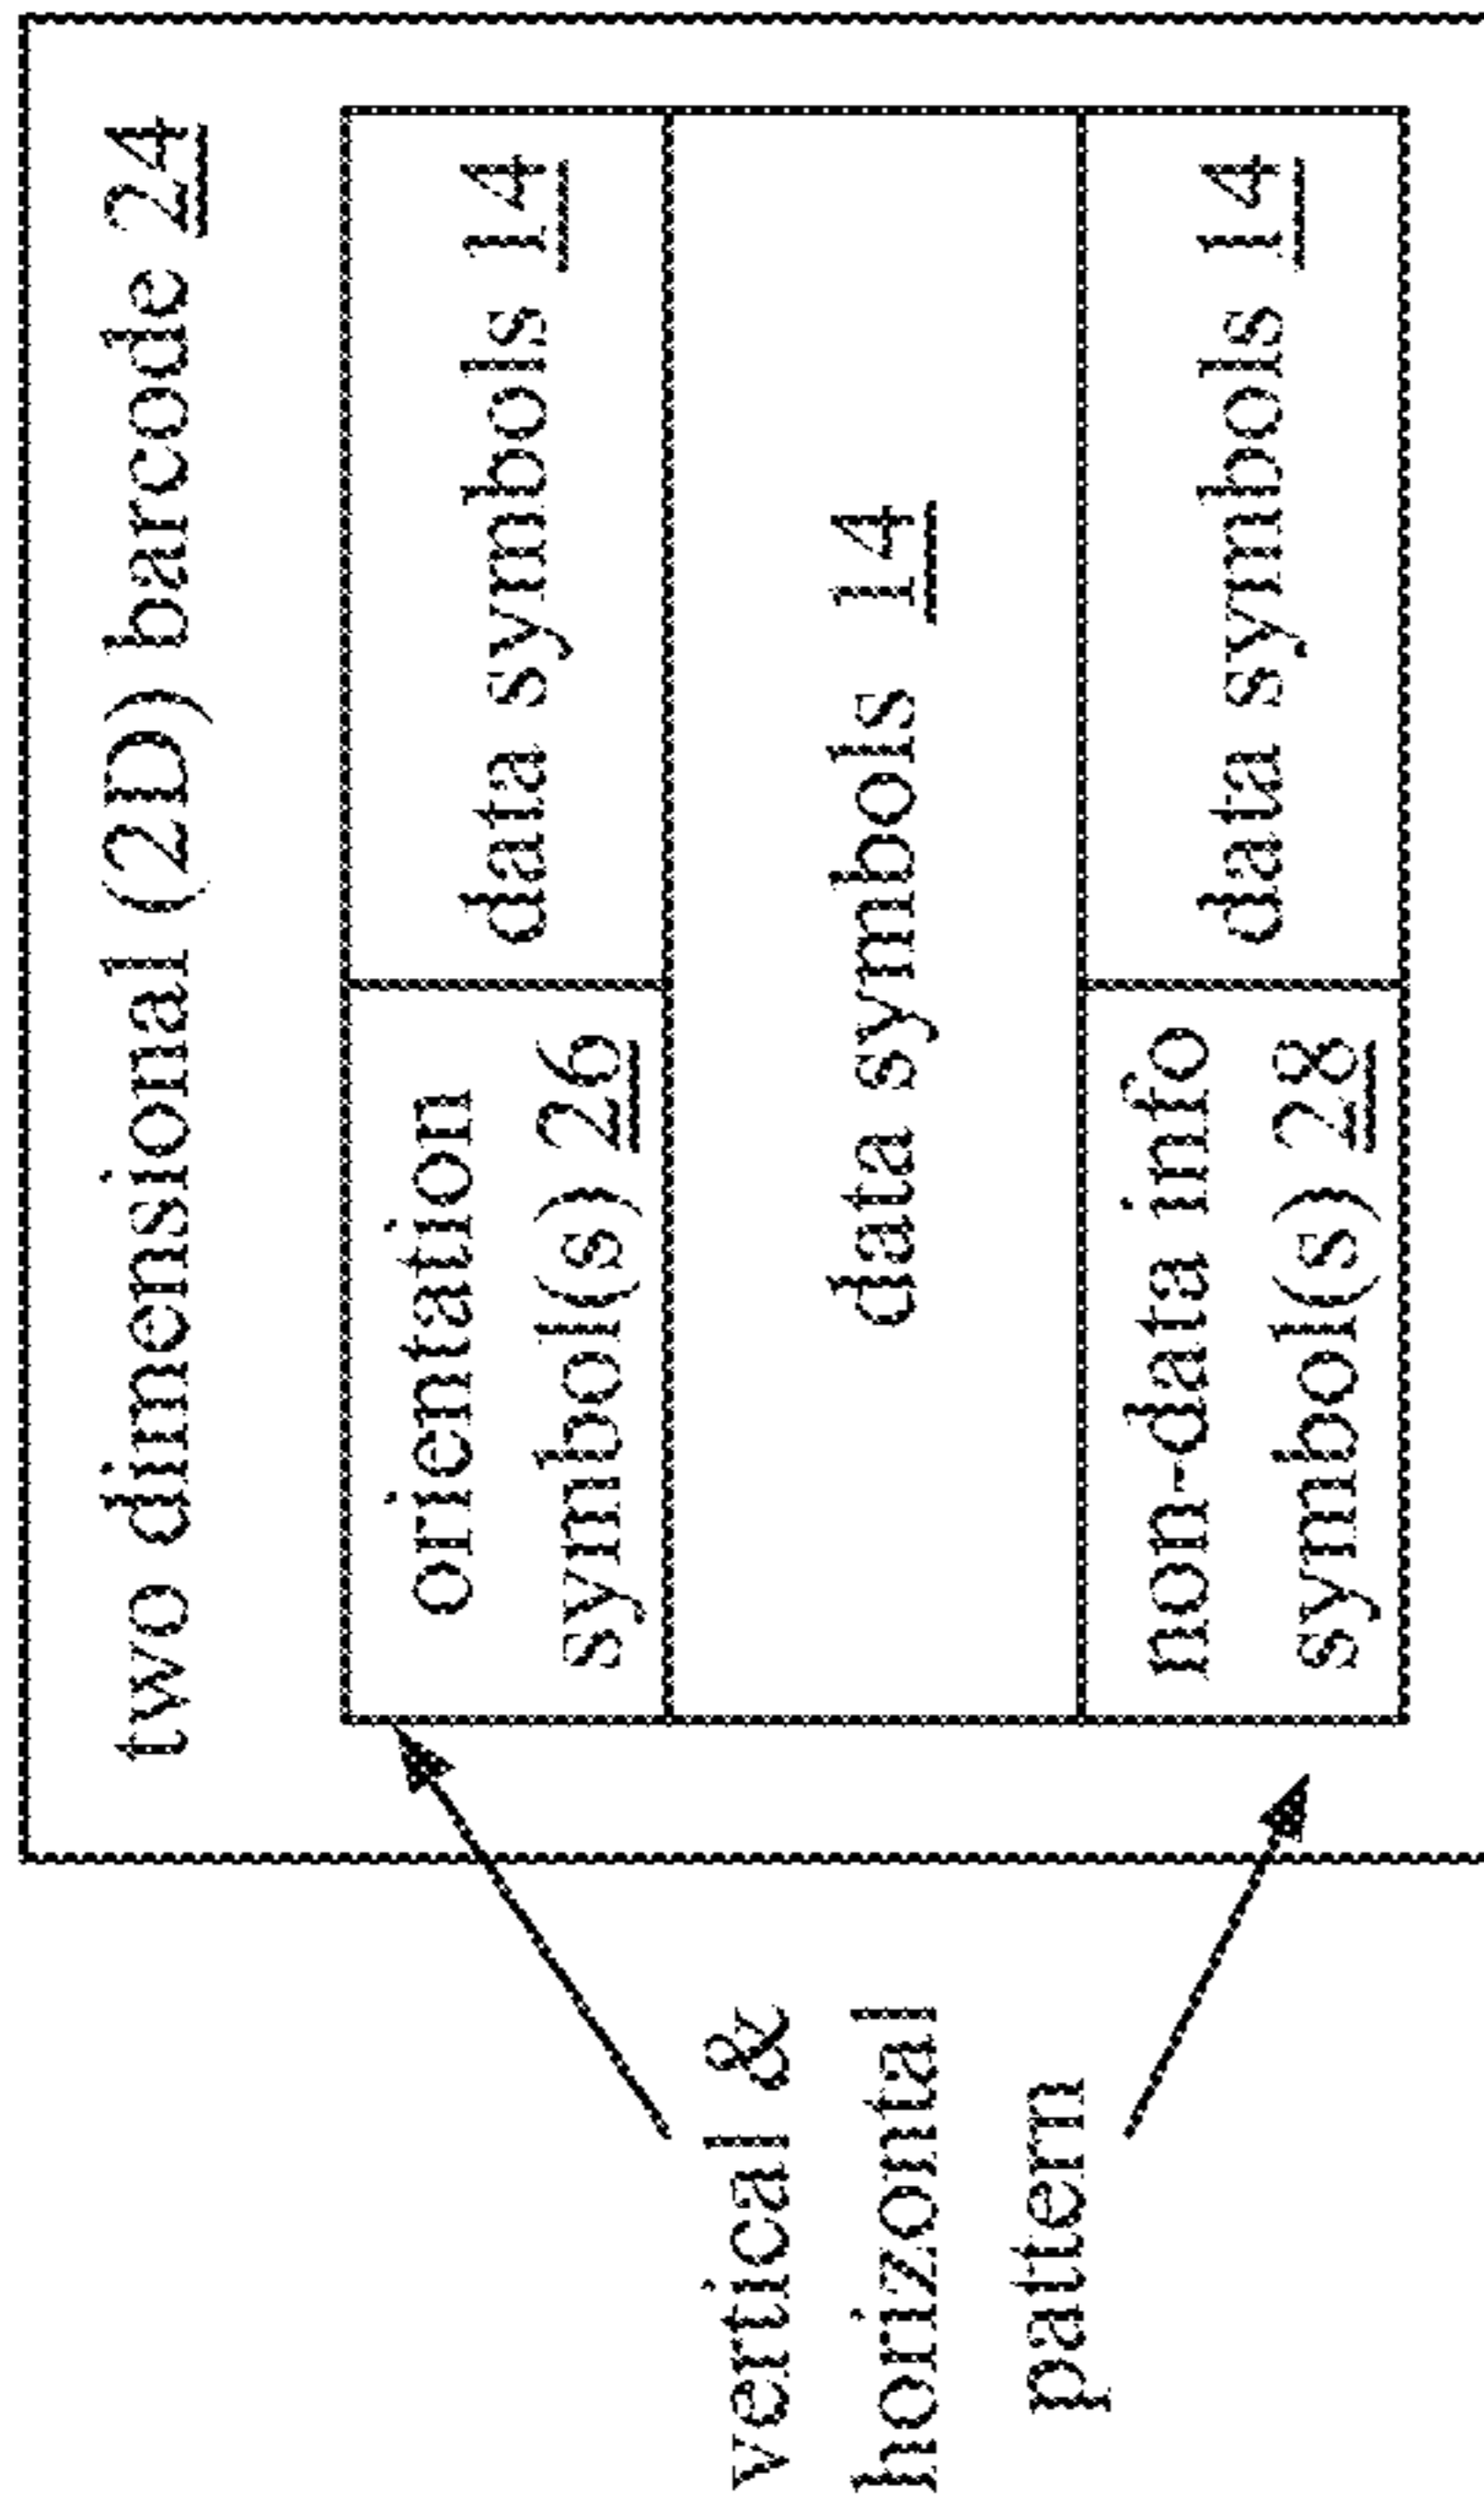 two dimensional (2D) barcode 24
orientation
symbol(s) 26
data symbols 14
data symbols 14
non-data info
symbol(s) 28
data symbols 14
vertical &
horizontal
pattern